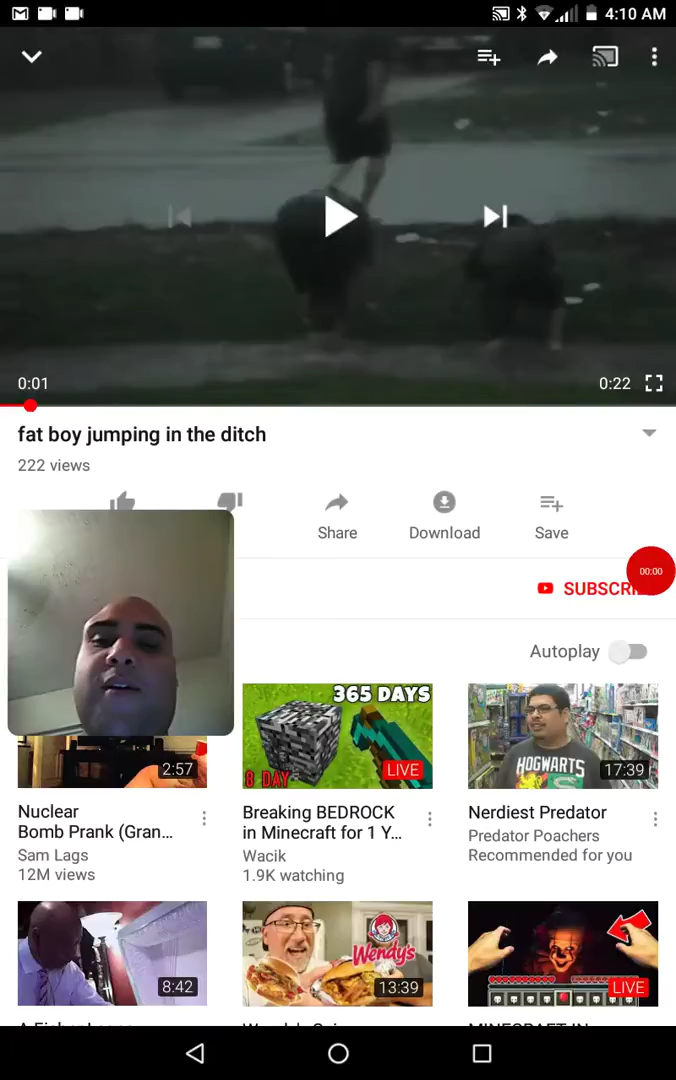 4:10 AM
0:01
0:22
fat boy jumping in the ditch
222 views
Share
Download
Save
00:00
SUBSCRI
Autoplay
365 DAYS
8 DAY
LIVE
HOGWARTS
17:39
2:57
Nuclear
Bomb Prank (Gran...
Sam Lags
12M views
Breaking BEDROCK
in Minecraft for 1 Y...
Wacik
1.9K watching
Nerdiest Predator
Predator Poachers
Recommended for you
8:42
Wendy's
13:39
LIVE
MINECRAFT IN